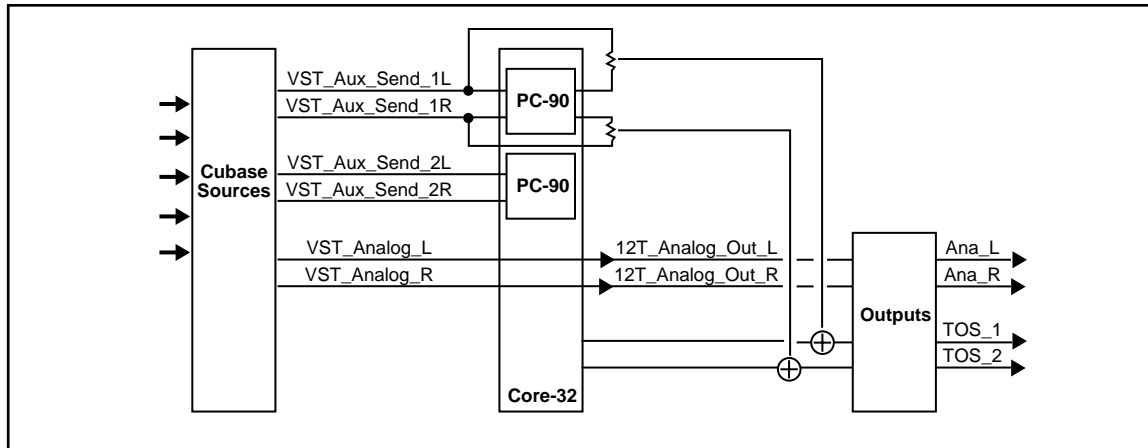 VST_Aux_Send_1L
VST_Aux_Send_1R
PC-90
Cubase
Sources
VST_Aux_Send_2L
VST_Aux_Send_2R
PC-90
VST_Analog_L
VST_Analog_R
12T_Analog_Out_L
12T_Analog_Out_R
Core-32
Outputs
Ana_L
Ana_R
TOS_1
TOS_2